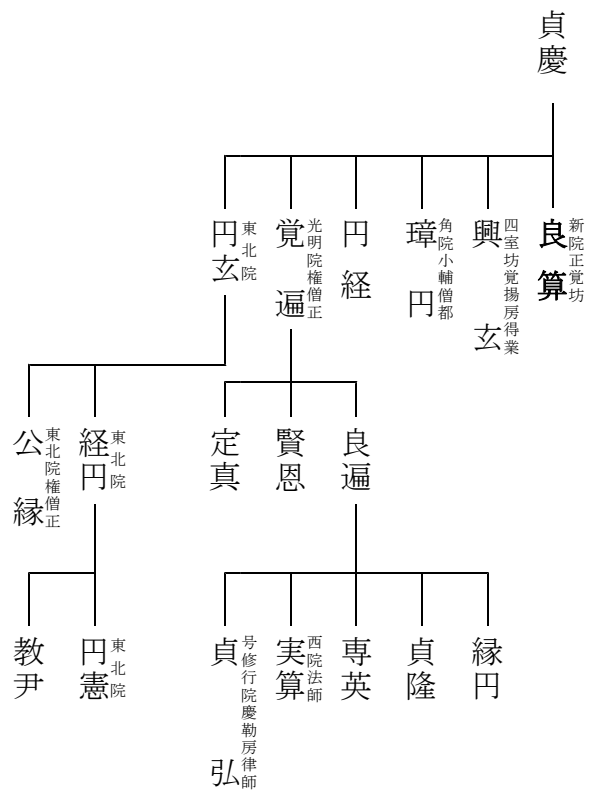 貞慶
良算
新院正覚坊
興玄
四室坊覚揚房得業
璋円
角院小輔僧都
円経
覚遍
光明院権僧正
円玄
東北院
良遍
賢恩
定真
経円
東北院
公縁
東北院権僧正
縁円
貞隆
専英
実算
西院法師
貞弘
号修行院慶勒房律師
円憲
東北院
教尹